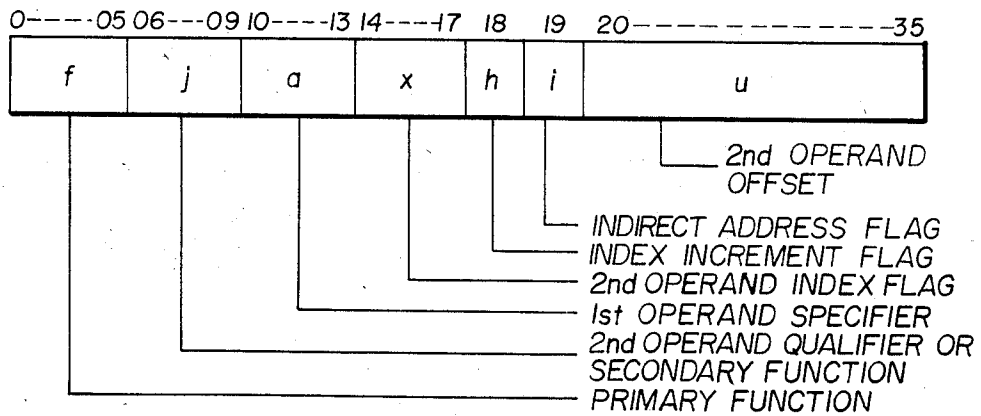 0----05 06---09 10----13 14----17 18 19 20--------------35
f j a x h i u
2nd OPERAND
OFFSET
INDIRECT ADDRESS FLAG
INDEX INCREMENT FLAG
2nd OPERAND INDEX FLAG
1st OPERAND SPECIFIER
2nd OPERAND QUALIFIER OR
SECONDARY FUNCTION
PRIMARY FUNCTION